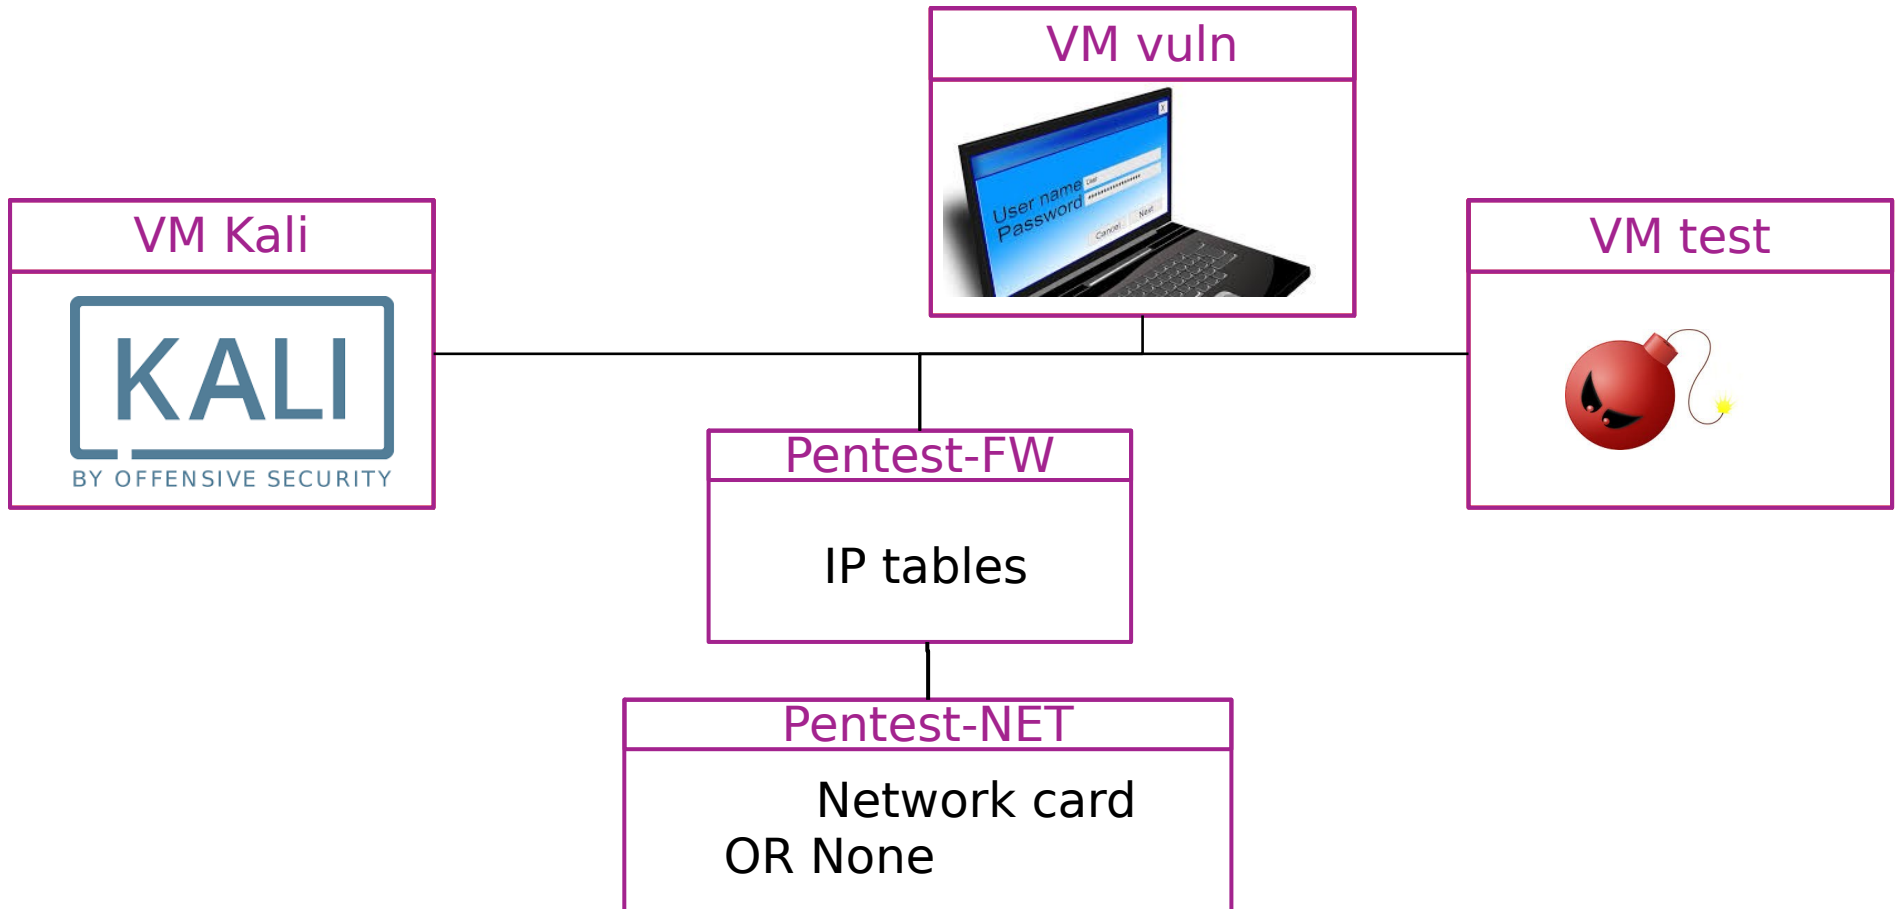 VM vuln
X
User name
User
Password
Cancel
Next
VM Kali
KALI
BY OFFENSIVE SECURITY
VM test
Pentest-FW
IP tables
Pentest-NET
Network card
OR None